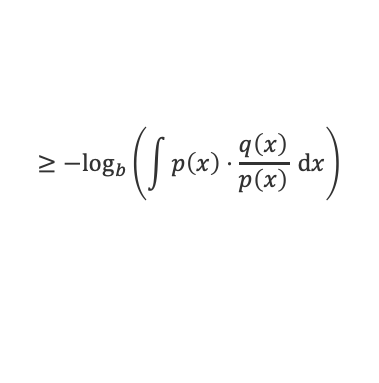 ≥ −log_b (∫ p(x) · q(x)/p(x) dx)